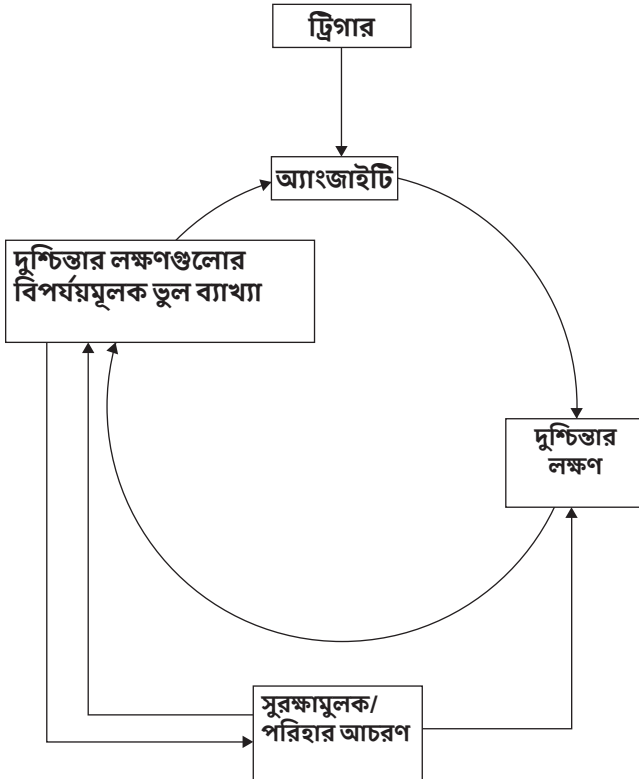 ট্রিগার
অ্যাংজাইটি
দুশ্চিন্তার লক্ষণগুলোর
বিপর্যয়মূলক ভুল ব্যাখ্যা
দুশ্চিন্তার
লক্ষণ
সুরক্ষামুলক/
পরিহার আচরণ